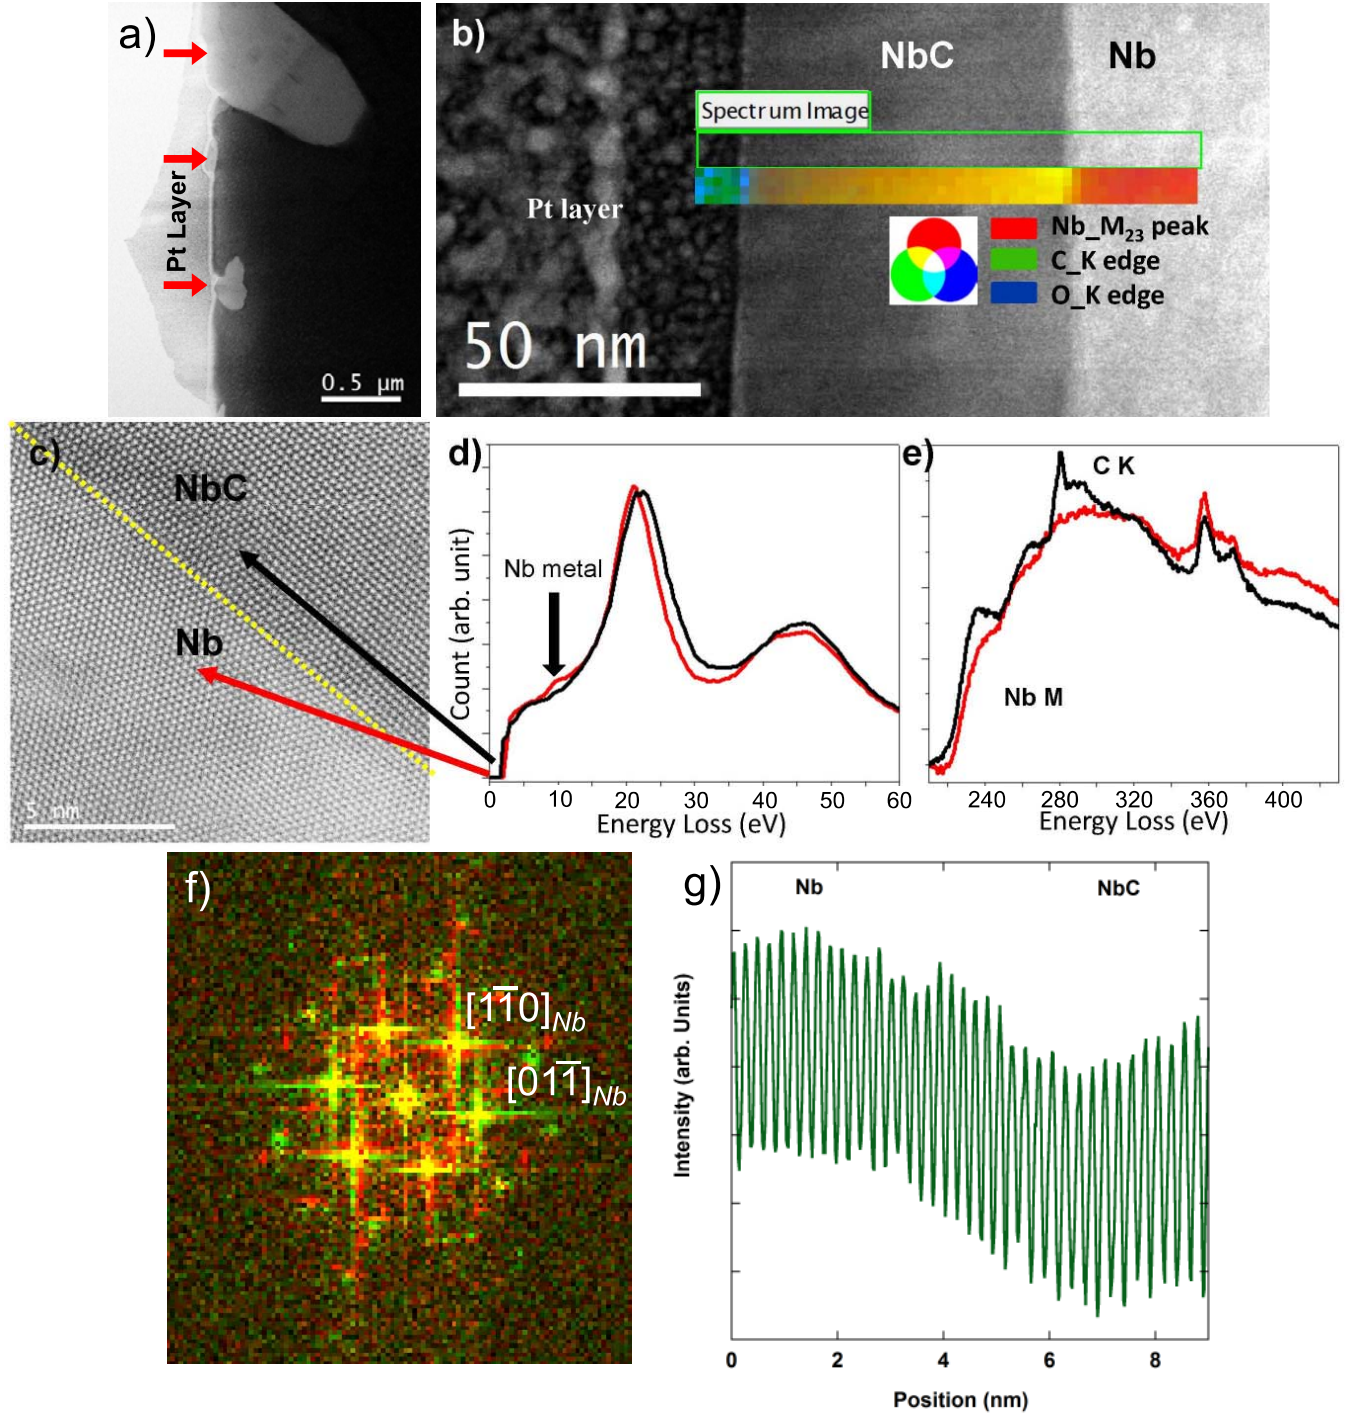 a)
Pt Layer
0.5 µm
b)
NbC
Nb
Spectrum Image
Pt layer
Nb_M₂₃ peak
C_K edge
O_K edge
50 nm
c)
NbC
Nb
5 nm
d)
Nb metal
Count (arb. unit)
0 10 20 30 40 50 60
Energy Loss (eV)
e)
C K
Nb M
240 280 320 360 400
Energy Loss (eV)
f)
[11̅0]Nb
[011̅]Nb
g)
Nb
NbC
Intensity (arb. Units)
0 2 4 6 8
Position (nm)